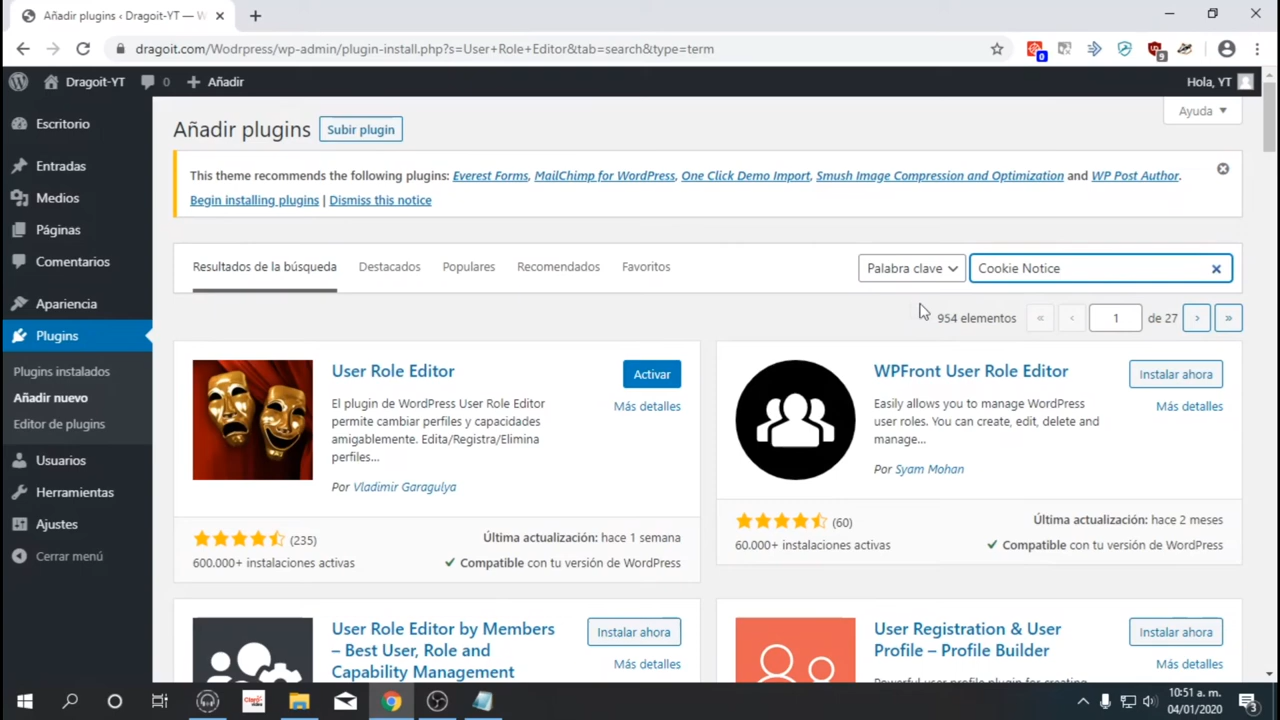 Añadir plugins ‹ Dragoit-YT — W
dragoit.com/Wodrpress/wp-admin/plugin-install.php?s=User+Role+Editor&tab=search&type=term
0
9
Dragoit-YT
0
Añadir
Hola, YT
Escritorio
Entradas
Medios
Páginas
Comentarios
Apariencia
Plugins
Plugins instalados
Añadir nuevo
Editor de plugins
Usuarios
Herramientas
Ajustes
Cerrar menú
Ayuda
Añadir plugins
Subir plugin
This theme recommends the following plugins: Everest Forms, MailChimp for WordPress, One Click Demo Import, Smush Image Compression and Optimization and WP Post Author.
Begin installing plugins | Dismiss this notice
Resultados de la búsqueda Destacados Populares Recomendados Favoritos
Palabra clave
Cookie Notice
954 elementos « ‹ 1 de 27 › »
User Role Editor
Activar
Más detalles
El plugin de WordPress User Role Editor
permite cambiar perfiles y capacidades
amigablemente. Edita/Registra/Elimina
perfiles...
Por Vladimir Garagulya
(235)
600.000+ instalaciones activas
Última actualización: hace 1 semana
Compatible con tu versión de WordPress
WPFront User Role Editor
Instalar ahora
Más detalles
Easily allows you to manage WordPress
user roles. You can create, edit, delete and
manage...
Por Syam Mohan
(60)
60.000+ instalaciones activas
Última actualización: hace 2 meses
Compatible con tu versión de WordPress
User Role Editor by Members
– Best User, Role and
Capability Management
Instalar ahora
Más detalles
User Registration & User
Profile – Profile Builder
Instalar ahora
Más detalles
Powerful user profile plugin for creating
Claro
video
10:51 a. m.
04/01/2020
3